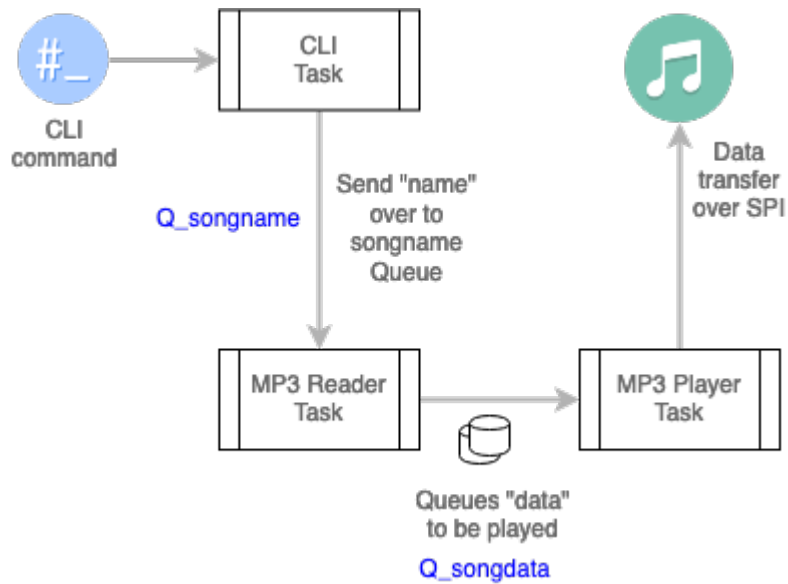 #_
CLI
command
CLI
Task
Q_songname
Send "name"
over to
songname
Queue
Data
transfer
over SPI
MP3 Reader
Task
Queues "data"
to be played
Q_songdata
MP3 Player
Task